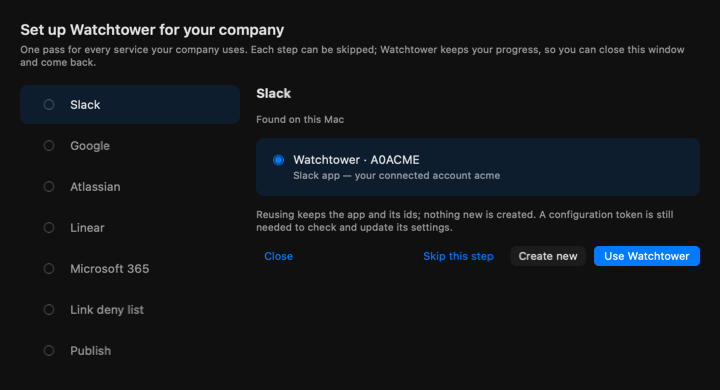 Set up Watchtower for your company
One pass for every service your company uses. Each step can be skipped; Watchtower keeps your progress, so you can close this window
and come back.
Slack
Google
Atlassian
Linear
Microsoft 365
Link deny list
Publish
Slack
Found on this Mac
Watchtower · A0ACME
Slack app — your connected account acme
Reusing keeps the app and its ids; nothing new is created. A configuration token is still
needed to check and update its settings.
Close
Skip this step
Create new
Use Watchtower